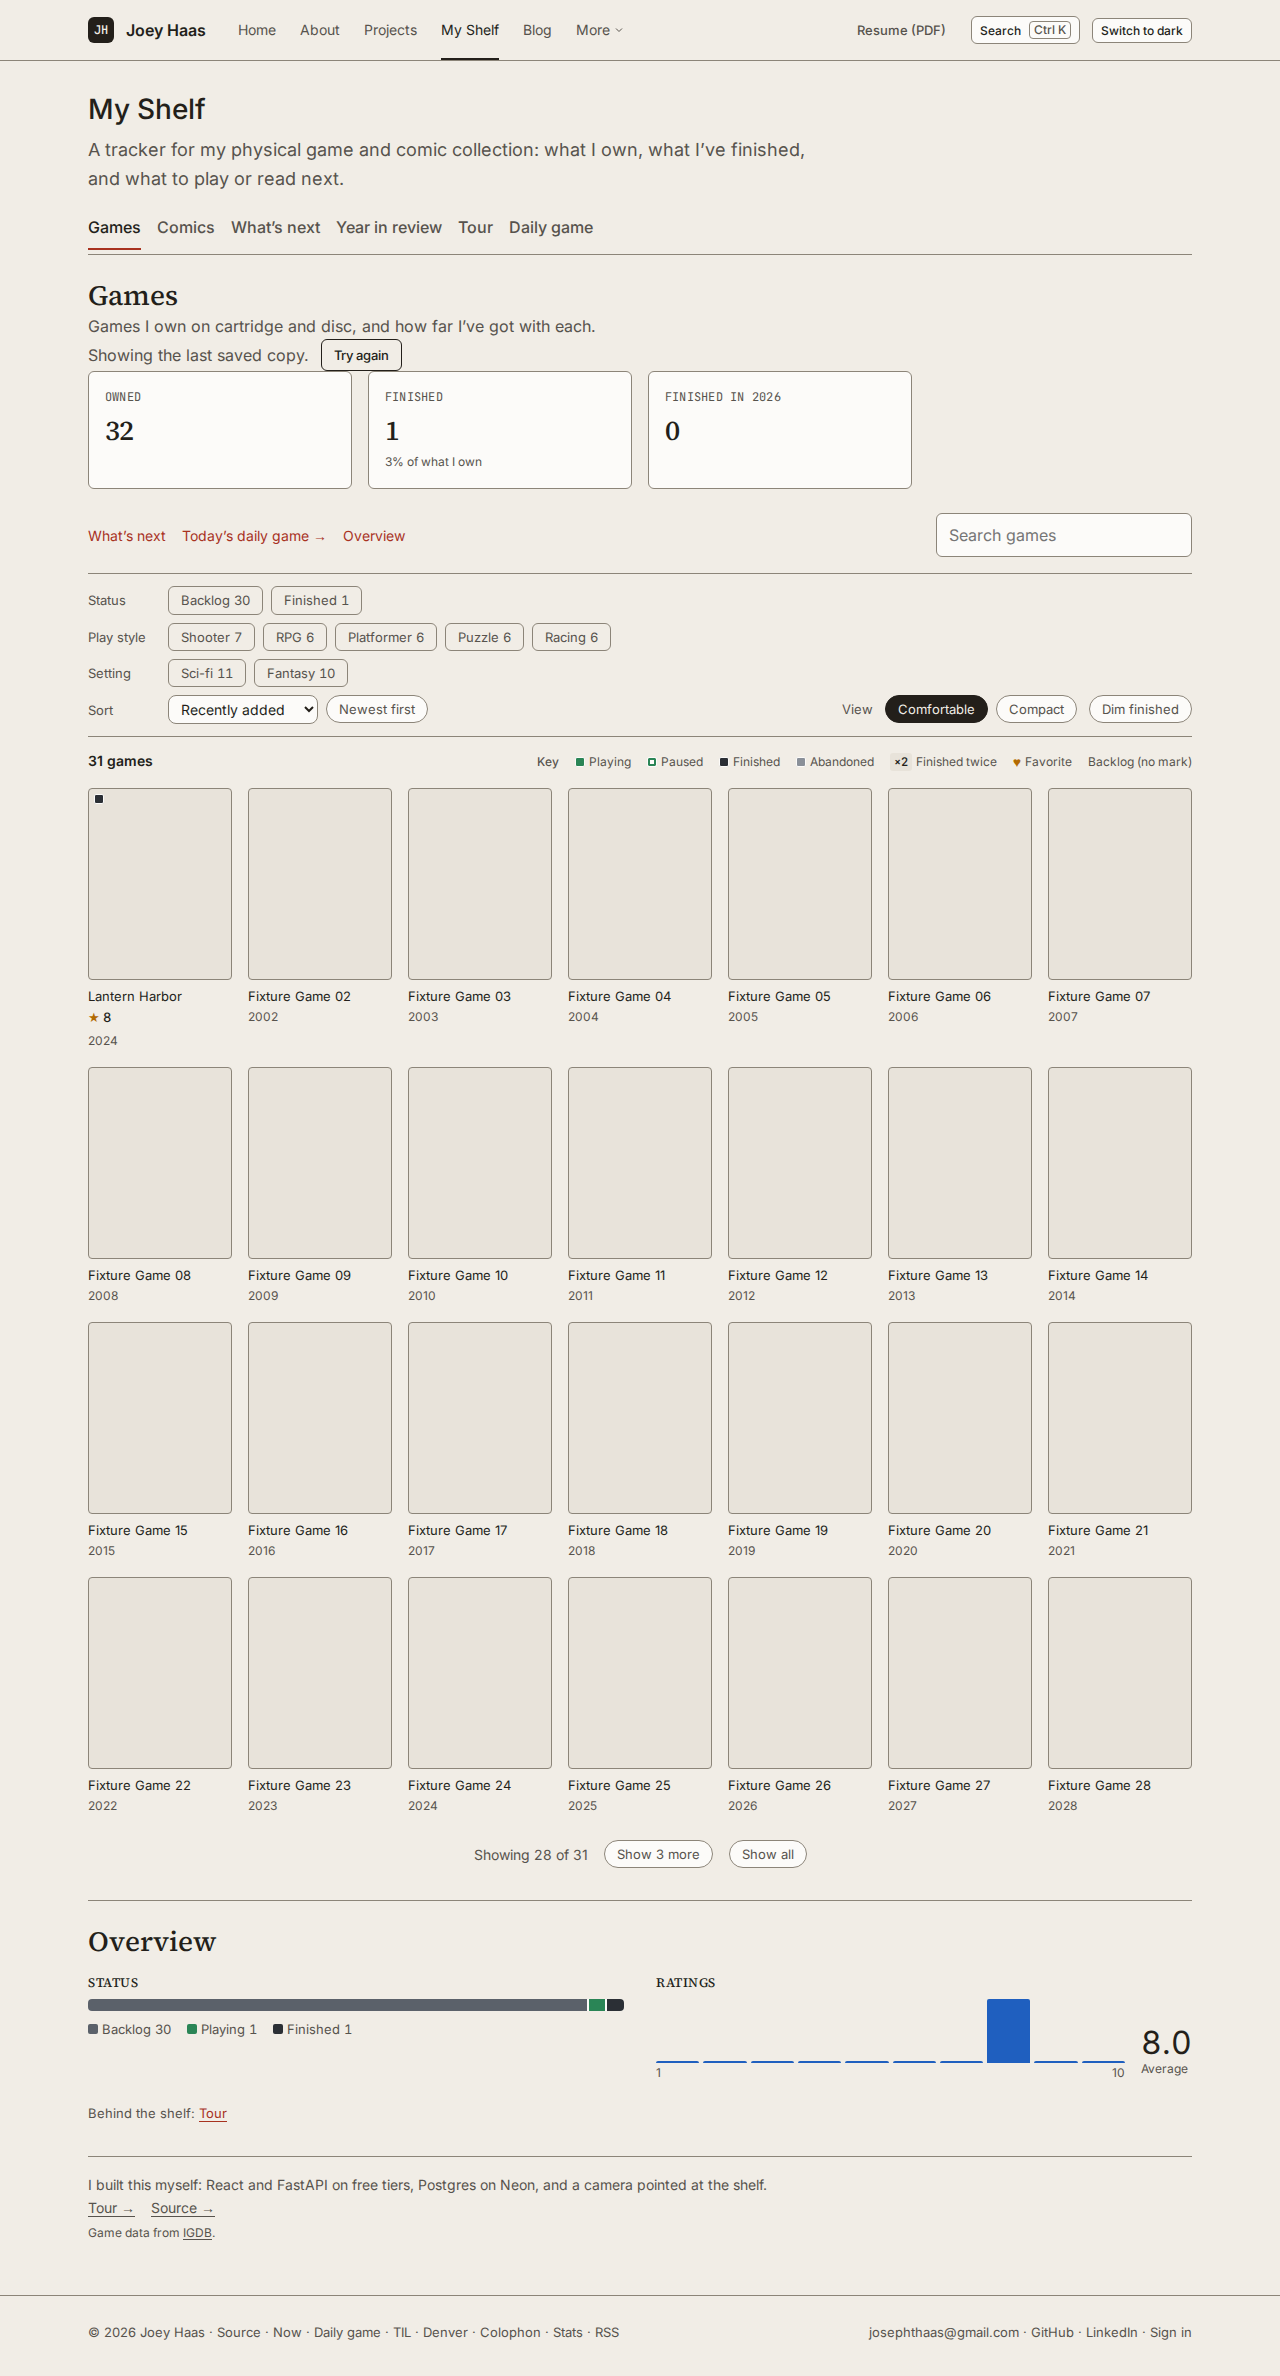 JH Joey Haas Home About Projects My Shelf Blog More Resume (PDF) Search Ctrl K Switch to dark
My Shelf
A tracker for my physical game and comic collection: what I own, what I’ve finished,
and what to play or read next.
Games Comics What’s next Year in review Tour Daily game
Games
Games I own on cartridge and disc, and how far I’ve got with each.
Showing the last saved copy. Try again
OWNED FINISHED FINISHED IN 2026
32 1 0
3% of what I own
What’s next Today’s daily game → Overview Search games
Status Backlog 30 Finished 1
Play style Shooter 7 RPG 6 Platformer 6 Puzzle 6 Racing 6
Setting Sci-fi 11 Fantasy 10
Sort Recently added Newest first View Comfortable Compact Dim finished
31 games Key Playing Paused Finished Abandoned ×2 Finished twice ♥ Favorite Backlog (no mark)
Lantern Harbor Fixture Game 02 Fixture Game 03 Fixture Game 04 Fixture Game 05 Fixture Game 06 Fixture Game 07
★ 8 2002 2003 2004 2005 2006 2007
2024
Fixture Game 08 Fixture Game 09 Fixture Game 10 Fixture Game 11 Fixture Game 12 Fixture Game 13 Fixture Game 14
2008 2009 2010 2011 2012 2013 2014
Fixture Game 15 Fixture Game 16 Fixture Game 17 Fixture Game 18 Fixture Game 19 Fixture Game 20 Fixture Game 21
2015 2016 2017 2018 2019 2020 2021
Fixture Game 22 Fixture Game 23 Fixture Game 24 Fixture Game 25 Fixture Game 26 Fixture Game 27 Fixture Game 28
2022 2023 2024 2025 2026 2027 2028
Showing 28 of 31 Show 3 more Show all
Overview
STATUS RATINGS
Backlog 30 Playing 1 Finished 1
8.0
Average
1 10
Behind the shelf: Tour
I built this myself: React and FastAPI on free tiers, Postgres on Neon, and a camera pointed at the shelf.
Tour → Source →
Game data from IGDB.
© 2026 Joey Haas · Source · Now · Daily game · TIL · Denver · Colophon · Stats · RSS josephthaas@gmail.com · GitHub · LinkedIn · Sign in